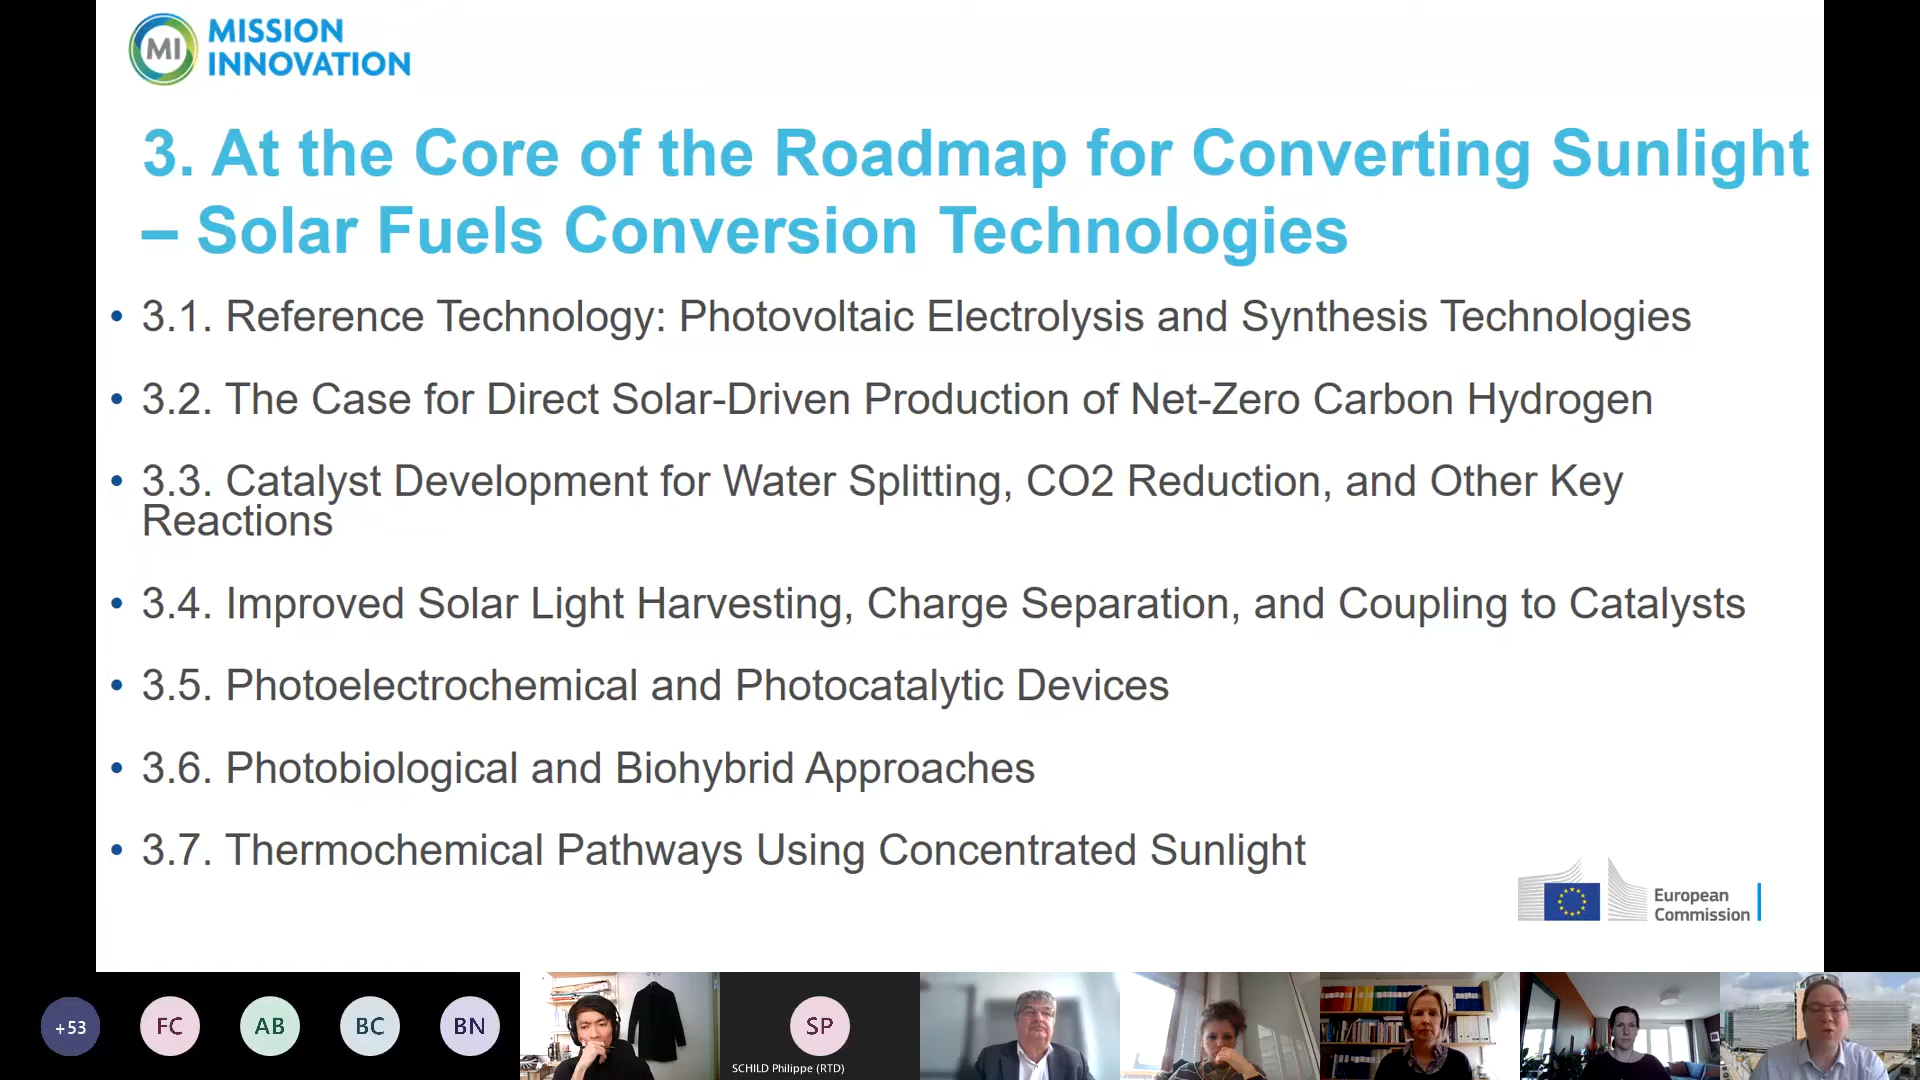 MI
MISSION
INNOVATION
3. At the Core of the Roadmap for Converting Sunlight
– Solar Fuels Conversion Technologies
• 3.1. Reference Technology: Photovoltaic Electrolysis and Synthesis Technologies
• 3.2. The Case for Direct Solar-Driven Production of Net-Zero Carbon Hydrogen
• 3.3. Catalyst Development for Water Splitting, CO2 Reduction, and Other Key
Reactions
• 3.4. Improved Solar Light Harvesting, Charge Separation, and Coupling to Catalysts
• 3.5. Photoelectrochemical and Photocatalytic Devices
• 3.6. Photobiological and Biohybrid Approaches
• 3.7. Thermochemical Pathways Using Concentrated Sunlight
European
Commission
+53
FC
AB
BC
BN
SP
SCHILD Philippe (RTD)